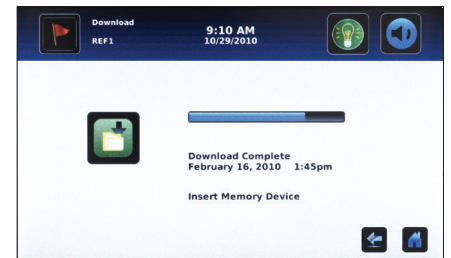 Download
REF1
9:10 AM
10/29/2010
Download Complete
February 16, 2010 1:45pm
Insert Memory Device